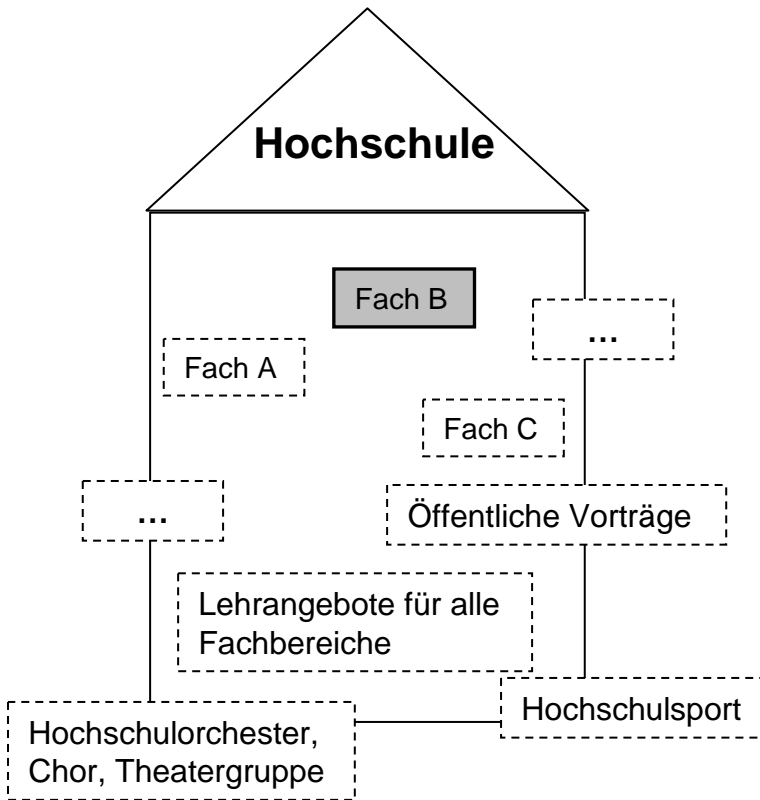 Hochschule
Fach B
...
Fach A
Fach C
...
Öffentliche Vorträge
Lehrangebote für alle
Fachbereiche
Hochschulsport
Hochschulorchester,
Chor, Theatergruppe